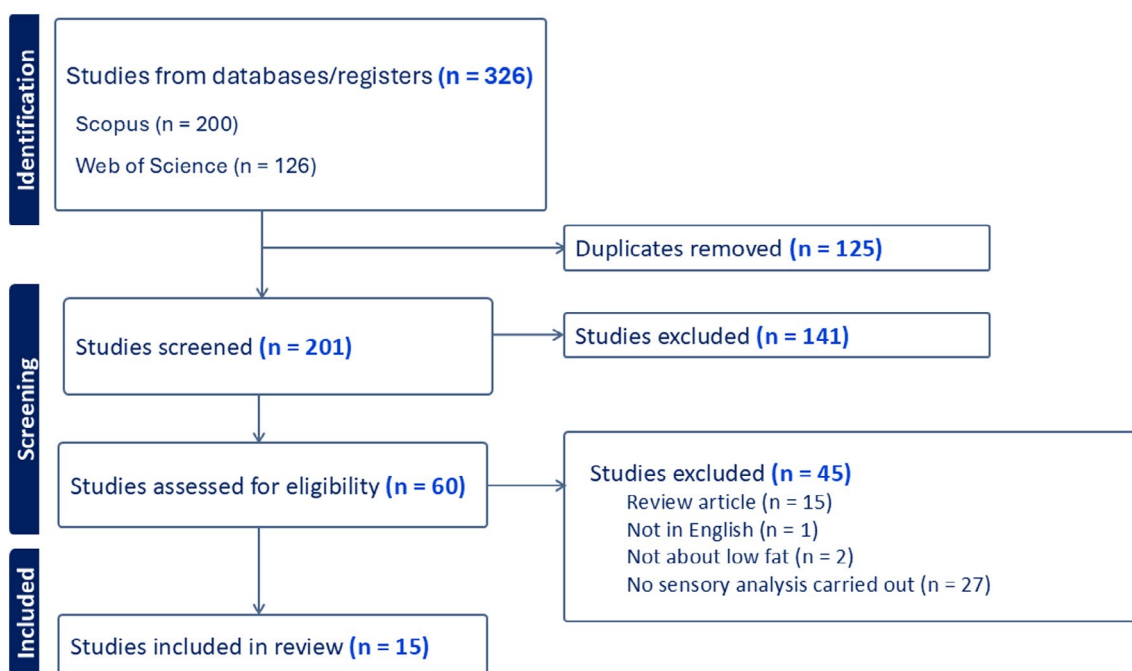 Identification
Studies from databases/registers (n = 326)
Scopus (n = 200)
Web of Science (n = 126)
Duplicates removed (n = 125)
Screening
Studies screened (n = 201)
Studies excluded (n = 141)
Studies assessed for eligibility (n = 60)
Studies excluded (n = 45)
Review article (n = 15)
Not in English (n = 1)
Not about low fat (n = 2)
No sensory analysis carried out (n = 27)
Included
Studies included in review (n = 15)